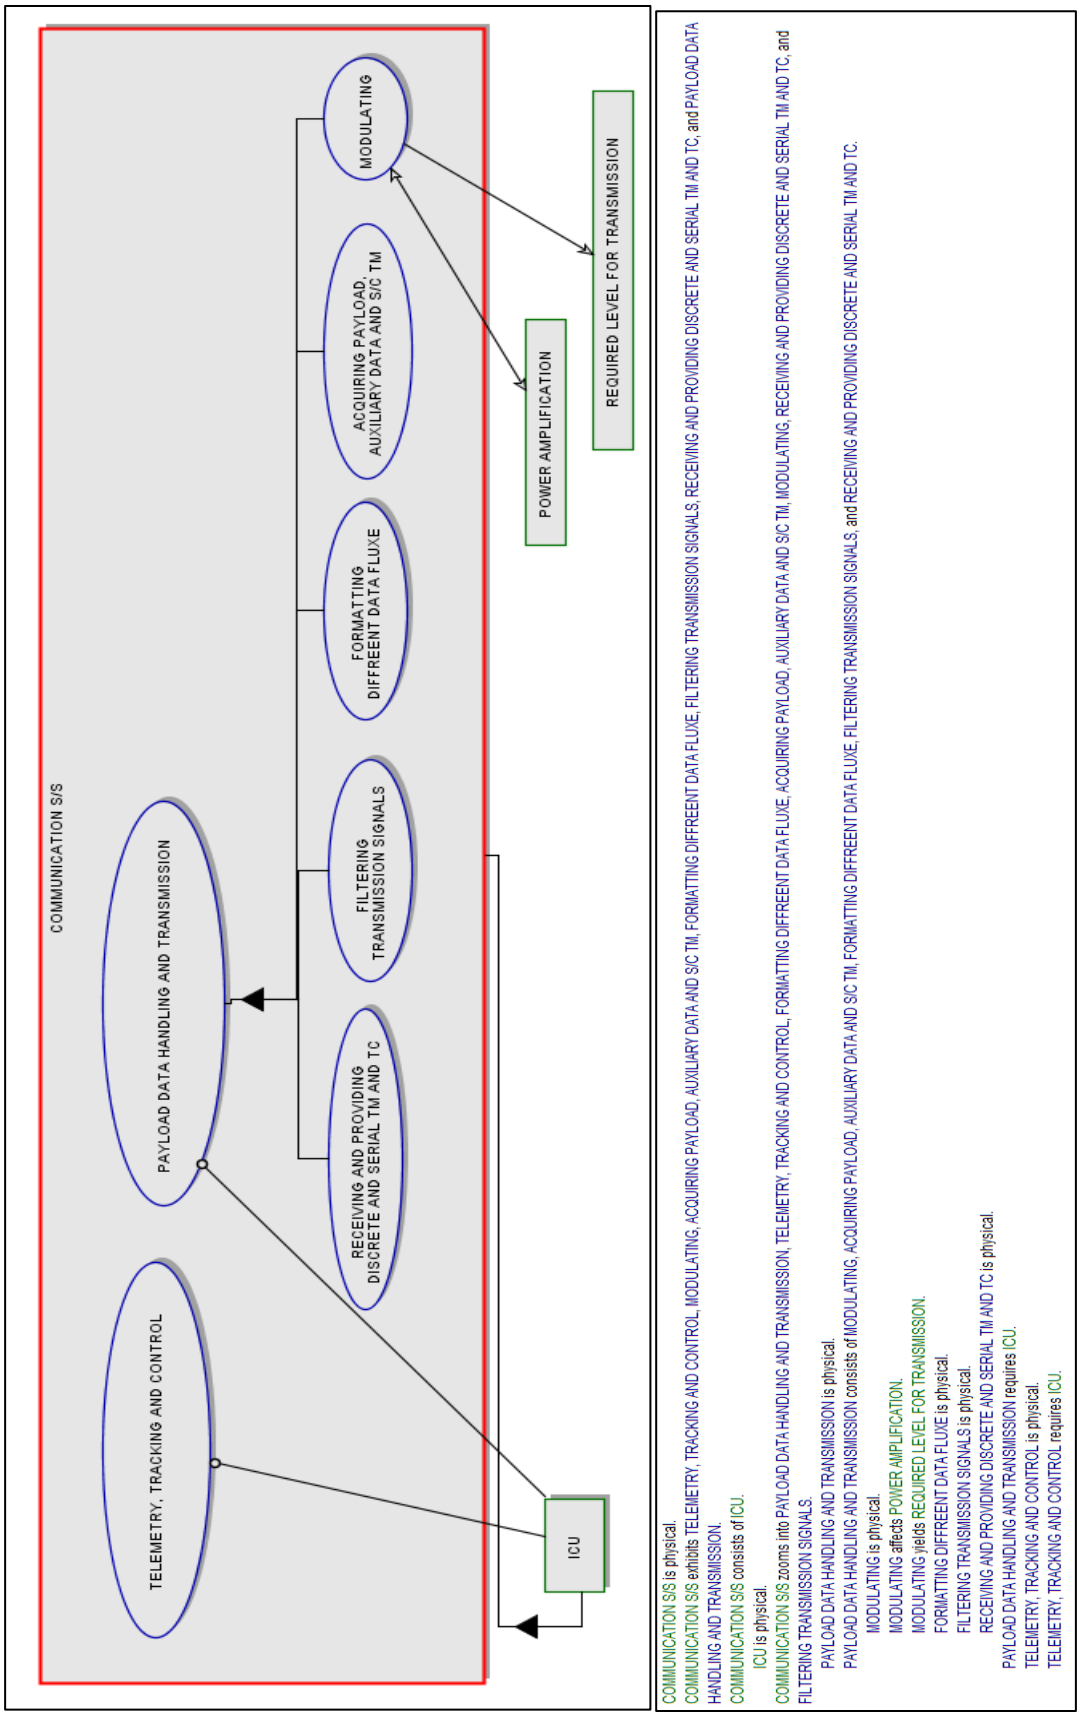 COMMUNICATION S/S
TELEMETRY, TRACKING AND CONTROL
PAYLOAD DATA HANDLING AND TRANSMISSION
RECEIVING AND PROVIDING
DISCRETE AND SERIAL TM AND TC
FILTERING
TRANSMISSION SIGNALS
FORMATTING
DIFFREENT DATA FLUXE
ACQUIRING PAYLOAD,
AUXILIARY DATA AND S/C TM
MODULATING
ICU
POWER AMPLIFICATION
REQUIRED LEVEL FOR TRANSMISSION
COMMUNICATION S/S is physical.
COMMUNICATION S/S exhibits TELEMETRY, TRACKING AND CONTROL, MODULATING, ACQUIRING PAYLOAD, AUXILIARY DATA AND S/C TM, FORMATTING DIFFREENT DATA FLUXE, FILTERING TRANSMISSION SIGNALS, RECEIVING AND PROVIDING DISCRETE AND SERIAL TM AND TC, and PAYLOAD DATA
HANDLING AND TRANSMISSION.
COMMUNICATION S/S consists of ICU.
ICU is physical.
COMMUNICATION S/S zooms into PAYLOAD DATA HANDLING AND TRANSMISSION, TELEMETRY, TRACKING AND CONTROL, FORMATTING DIFFREENT DATA FLUXE, ACQUIRING PAYLOAD, AUXILIARY DATA AND S/C TM, MODULATING, RECEIVING AND PROVIDING DISCRETE AND SERIAL TM AND TC, and
FILTERING TRANSMISSION SIGNALS.
PAYLOAD DATA HANDLING AND TRANSMISSION is physical.
PAYLOAD DATA HANDLING AND TRANSMISSION consists of MODULATING, ACQUIRING PAYLOAD, AUXILIARY DATA AND S/C TM, FORMATTING DIFFREENT DATA FLUXE, FILTERING TRANSMISSION SIGNALS, and RECEIVING AND PROVIDING DISCRETE AND SERIAL TM AND TC.
MODULATING is physical.
MODULATING affects POWER AMPLIFICATION.
MODULATING yields REQUIRED LEVEL FOR TRANSMISSION.
FORMATTING DIFFREENT DATA FLUXE is physical.
FILTERING TRANSMISSION SIGNALS is physical.
RECEIVING AND PROVIDING DISCRETE AND SERIAL TM AND TC is physical.
PAYLOAD DATA HANDLING AND TRANSMISSION requires ICU.
TELEMETRY, TRACKING AND CONTROL is physical.
TELEMETRY, TRACKING AND CONTROL requires ICU.